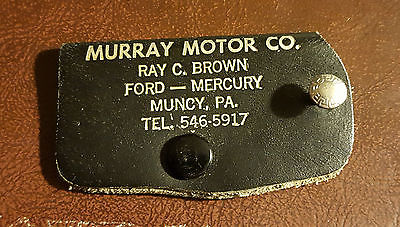 MURRAY MOTOR CO.
RAY C. BROWN
FORD — MERCURY
MUNCY, PA.
TEL. 546-5917